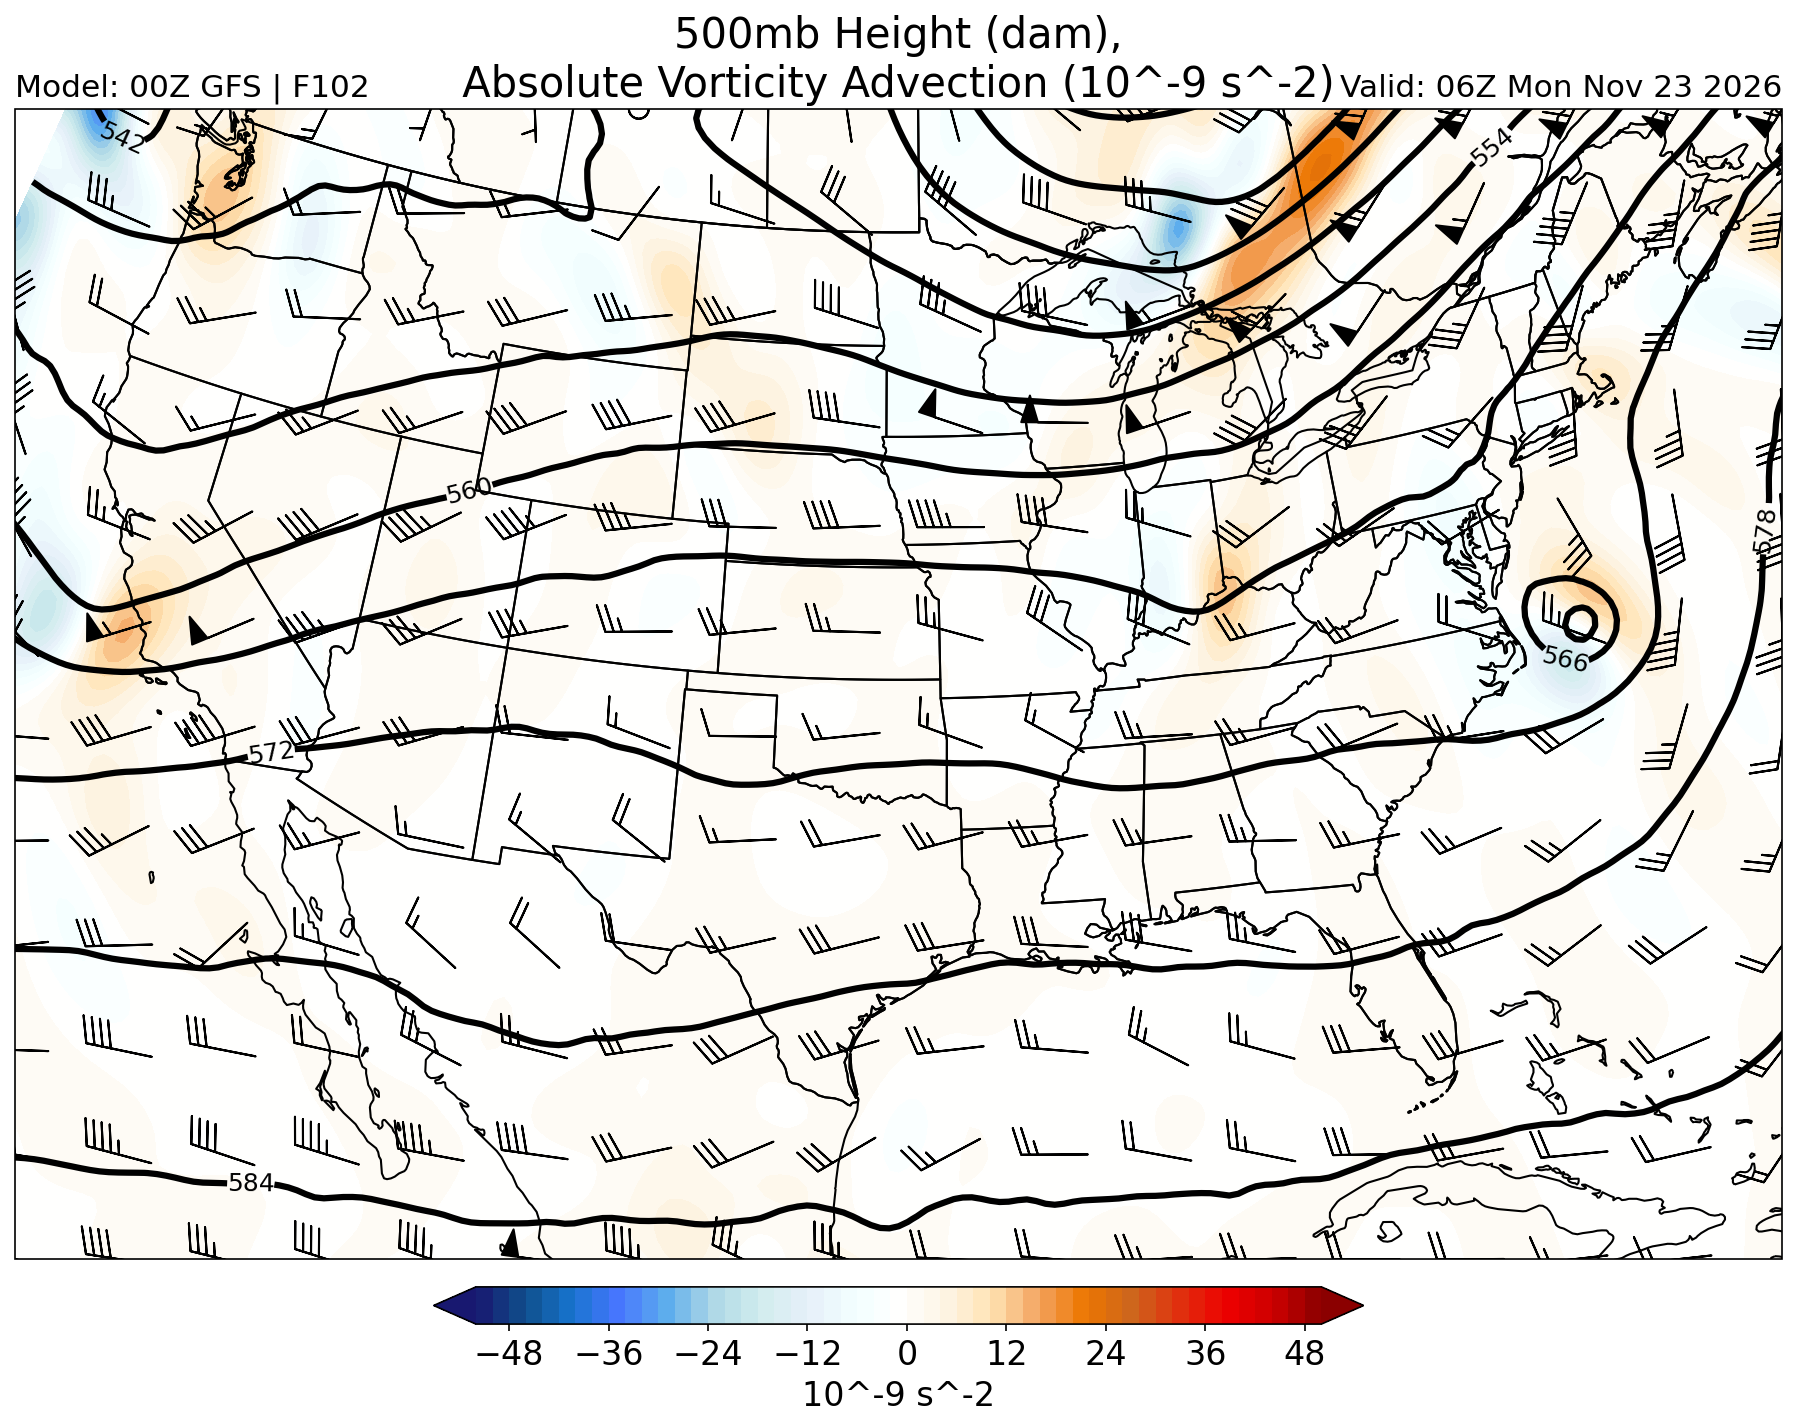 500mb Height (dam),
Model: 00Z GFS | F102
Absolute Vorticity Advection (10^-9 s^-2)
Valid: 06Z Mon Nov 23 2026
542
554
560
578
566
572
584
−48 −36 −24 −12 0 12 24 36 48
10^-9 s^-2